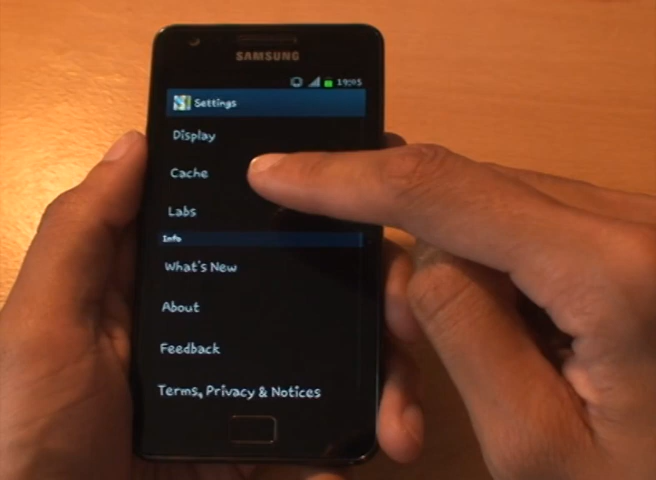 SAMSUNG
19:05
Settings
Display
Cache
Labs
Info
What's New
About
Feedback
Terms, Privacy & Notices